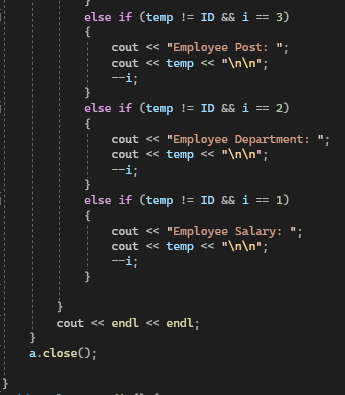 }
else if (temp != ID && i == 3)
{
cout << "Employee Post: ";
cout << temp << "\n\n";
--i;
}
else if (temp != ID && i == 2)
{
cout << "Employee Department: ";
cout << temp << "\n\n";
--i;
}
else if (temp != ID && i == 1)
{
cout << "Employee Salary: ";
cout << temp << "\n\n";
--i;
}
}
cout << endl << endl;
}
a.close();
}